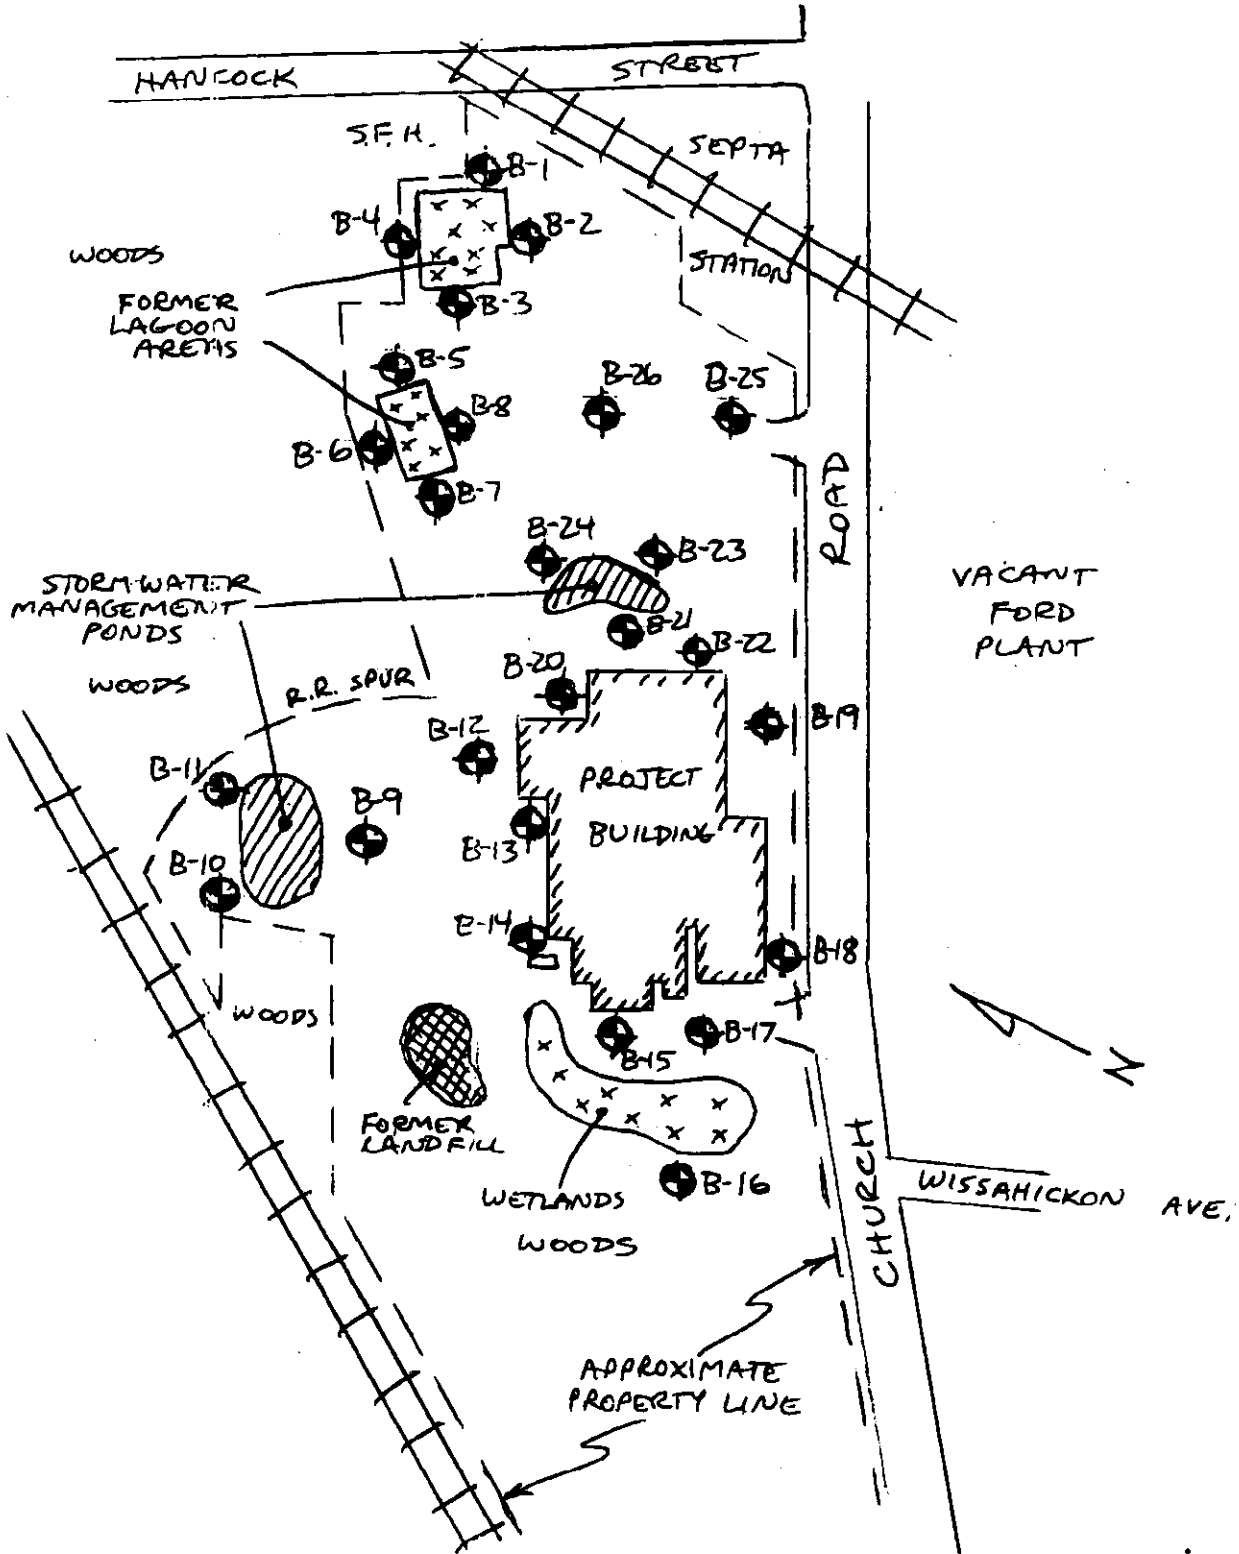 HANCOCK STREET
S.F.H.
SEPTA
B-1
B-4
B-2
WOODS
STATION
FORMER
LAGOON
AREAS
B-3
B-5
B-26
B-25
B-8
B-6
B-7
ROAD
B-24
B-23
STORMWATER
MANAGEMENT
PONDS
VACANT
FORD
PLANT
B-21
B-22
WOODS
R.R. SPUR
B-20
B-19
B-12
B-11
PROJECT
BUILDING
B-9
B-13
B-10
B-14
B-18
WOODS
B-15
B-17
N
FORMER
LANDFILL
CHURCH
WETLANDS
B-16
WISSAHICKON AVE.
WOODS
APPROXIMATE
PROPERTY LINE